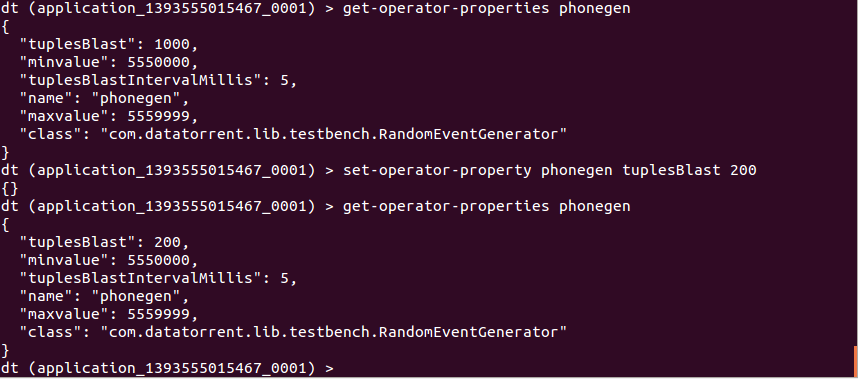 dt (application_1393555015467_0001) > get-operator-properties phonegen
{
  "tuplesBlast": 1000,
  "minvalue": 5550000,
  "tuplesBlastIntervalMillis": 5,
  "name": "phonegen",
  "maxvalue": 5559999,
  "class": "com.datatorrent.lib.testbench.RandomEventGenerator"
}
dt (application_1393555015467_0001) > set-operator-property phonegen tuplesBlast 200
{}
dt (application_1393555015467_0001) > get-operator-properties phonegen
{
  "tuplesBlast": 200,
  "minvalue": 5550000,
  "tuplesBlastIntervalMillis": 5,
  "name": "phonegen",
  "maxvalue": 5559999,
  "class": "com.datatorrent.lib.testbench.RandomEventGenerator"
}
dt (application_1393555015467_0001) >